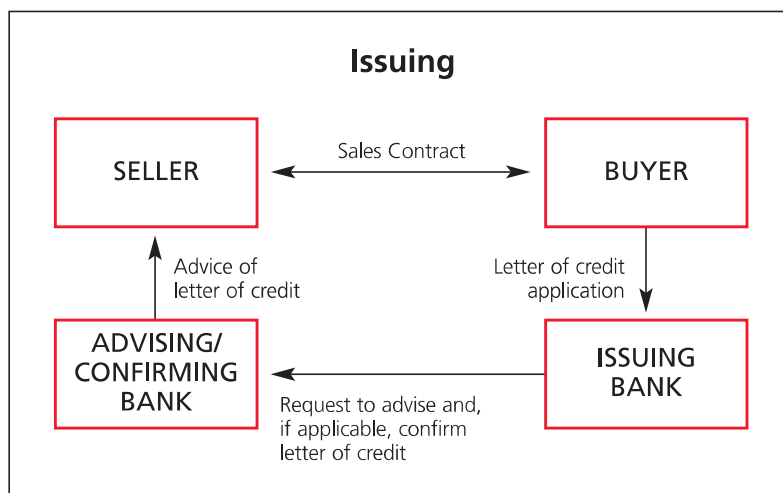 Issuing
SELLER
Sales Contract
BUYER
Advice of
letter of credit
Letter of credit
application
ADVISING/
CONFIRMING
BANK
Request to advise and,
if applicable, confirm
letter of credit
ISSUING
BANK